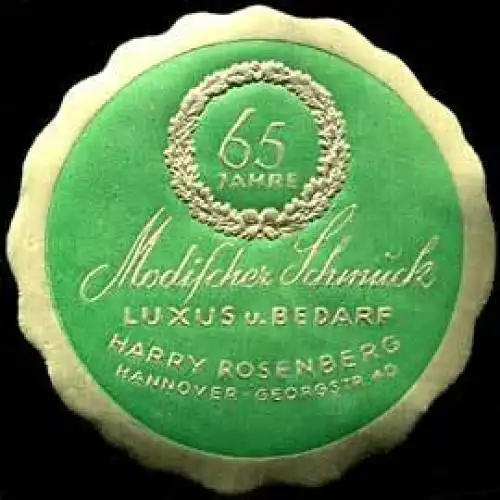 65
JAHRE
Modiſcher Schmuck
LUXUS u. BEDARF
HARRY ROSENBERG
HANNOVER - GEORGSTR. 40